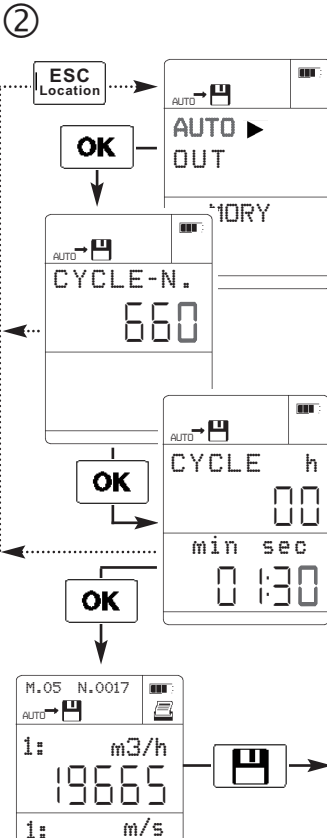 ②
ESC
Location
AUTO
AUTO ▶
OUT
OK
MORY
AUTO
CYCLE-N.
660
AUTO
CYCLE h
00
OK
min sec
01:30
OK
M.05 N.0017
AUTO
1: m3/h
19665
1: m/s